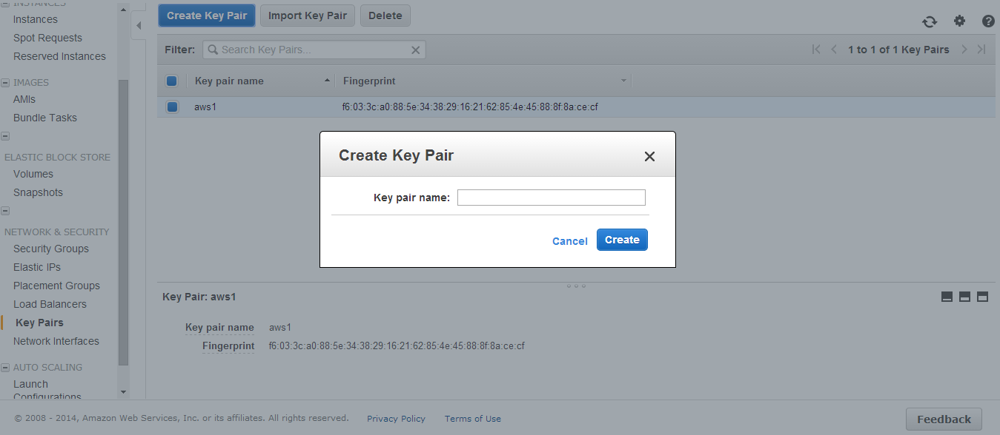 INSTANCES
Instances
Spot Requests
Reserved Instances
IMAGES
AMIs
Bundle Tasks
ELASTIC BLOCK STORE
Volumes
Snapshots
NETWORK & SECURITY
Security Groups
Elastic IPs
Placement Groups
Load Balancers
Key Pairs
Network Interfaces
AUTO SCALING
Launch
Configurations
Create Key Pair Import Key Pair Delete
Filter: Search Key Pairs... 1 to 1 of 1 Key Pairs
Key pair name Fingerprint
aws1 f6:03:3c:a0:88:5e:34:38:29:16:21:62:85:4e:45:88:8f:8a:ce:cf
Create Key Pair
Key pair name:
Cancel Create
Key Pair: aws1
Key pair name aws1
Fingerprint f6:03:3c:a0:88:5e:34:38:29:16:21:62:85:4e:45:88:8f:8a:ce:cf
© 2008 - 2014, Amazon Web Services, Inc. or its affiliates. All rights reserved. Privacy Policy Terms of Use Feedback